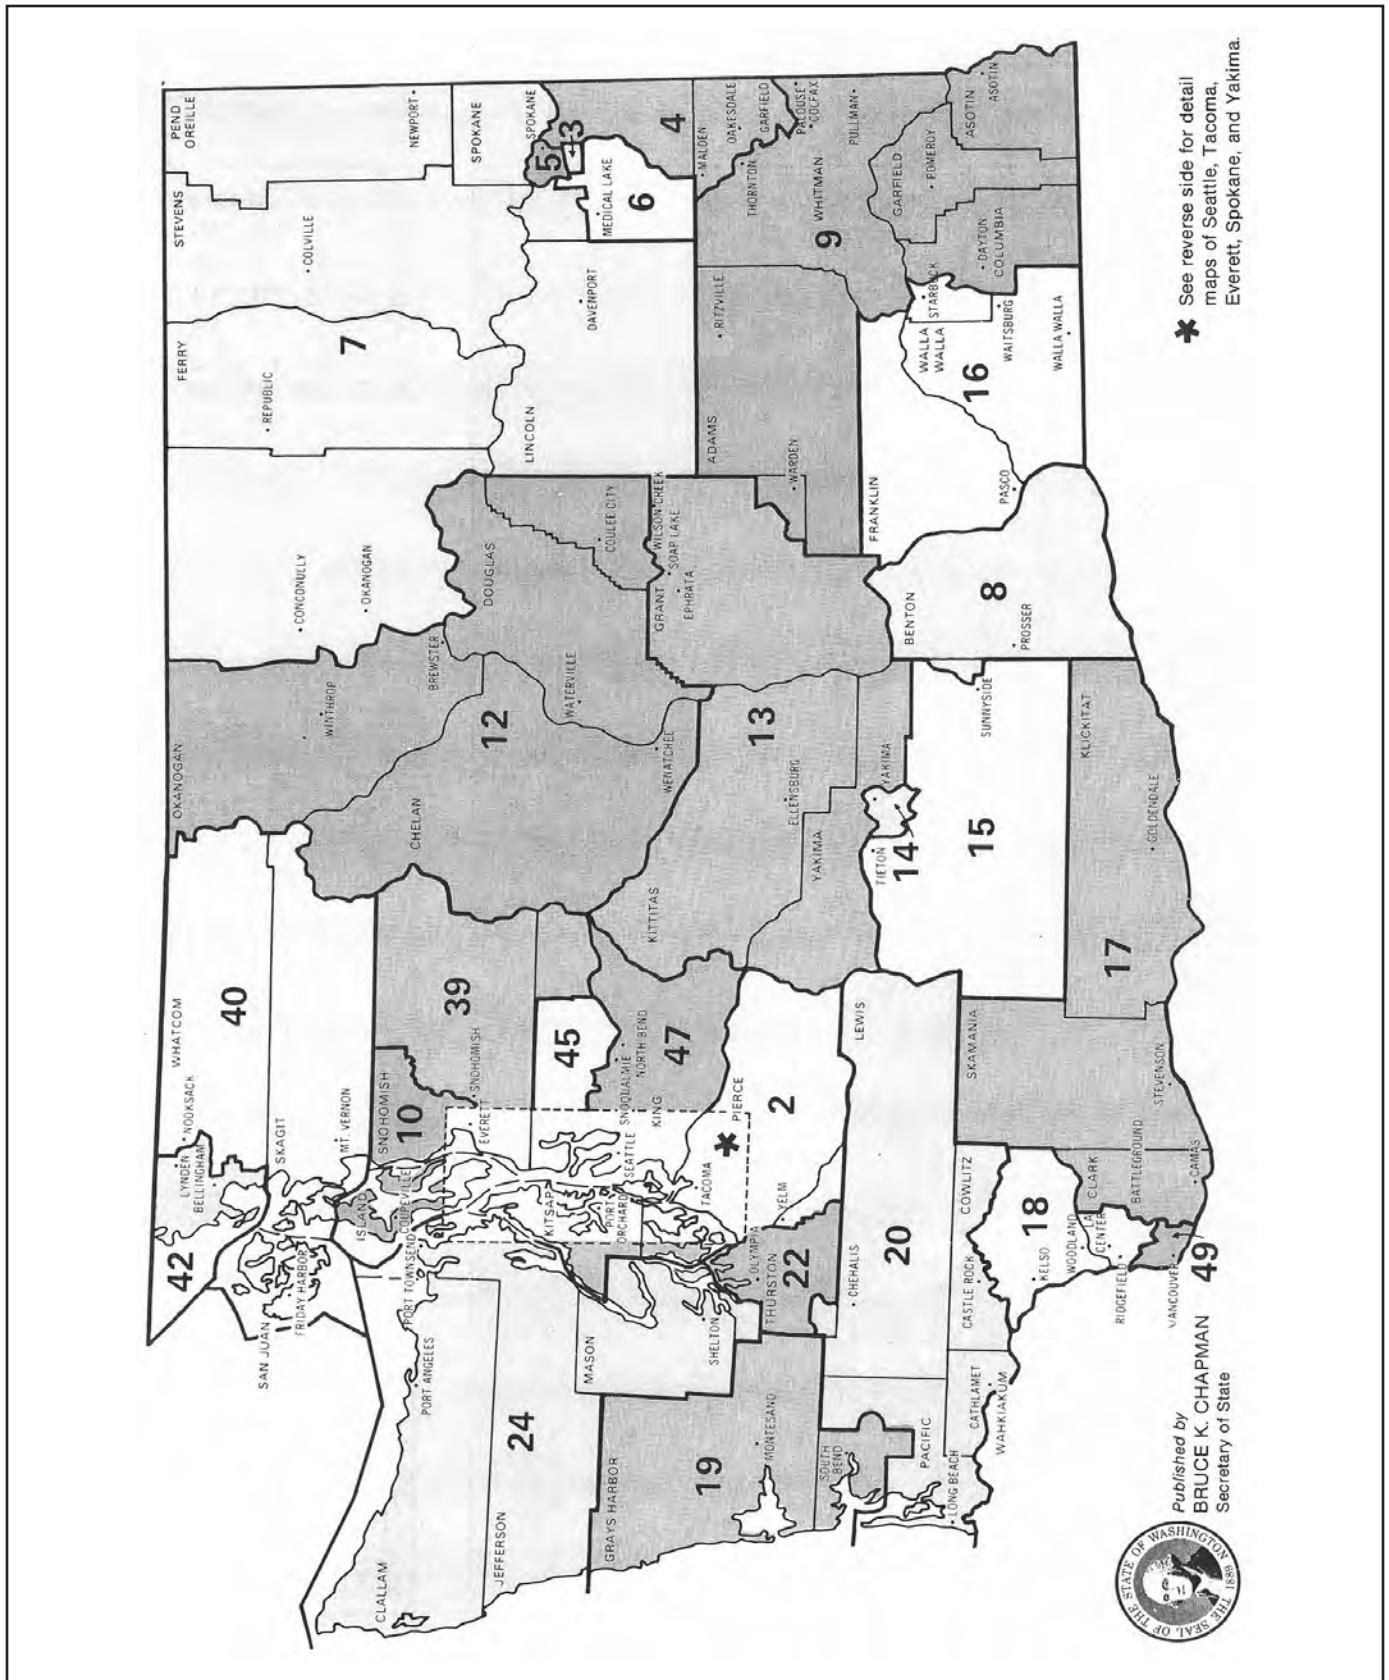 CLALLAM
PORT ANGELES
JEFFERSON
24
PORT TOWNSEND
SAN JUAN
FRIDAY HARBOR
42
LYNDEN
BELLINGHAM
NOOKSACK
WHATCOM
40
SKAGIT
MT. VERNON
ISLAND
COUPEVILLE
SNOHOMISH
10
39
SNOHOMISH
EVERETT
45
KITSAP
PORT
ORCHARD
SEATTLE
SNOQUALMIE
NORTH BEND
KING
47
MASON
SHELTON
GRAYS HARBOR
19
MONTESANO
THURSTON
OLYMPIA
22
YELM
TACOMA
PIERCE
2
SOUTH
BEND
PACIFIC
LONG BEACH
CHEHALIS
20
LEWIS
CATHLAMET
WAHKIAKUM
CASTLE ROCK
COWLITZ
KELSO
18
WOODLAND
LA
CENTER
RIDGEFIELD
CLARK
BATTLEGROUND
VANCOUVER
49
CAMAS
SKAMANIA
STEVENSON
OKANOGAN
WINTHROP
BREWSTER
CONCONULLY
OKANOGAN
CHELAN
12
DOUGLAS
WATERVILLE
WENATCHEE
COULEE CITY
GRANT
WILSON CREEK
SOAP LAKE
EPHRATA
KITTITAS
13
ELLENSBURG
YAKIMA
YAKIMA
TIETON
14
15
SUNNYSIDE
KLICKITAT
GOLDENDALE
17
BENTON
8
PROSSER
FERRY
REPUBLIC
7
STEVENS
COLVILLE
PEND
OREILLE
NEWPORT
SPOKANE
SPOKANE
5
3
4
MEDICAL LAKE
6
LINCOLN
DAVENPORT
ADAMS
RITZVILLE
WARDEN
MALDEN
OAKESDALE
GARFIELD
THORNTON
PALOUSE
COLFAX
WHITMAN
PULLMAN
9
FRANKLIN
PASCO
WALLA
WALLA
STARBUCK
16
WAITSBURG
WALLA WALLA
GARFIELD
POMEROY
DAYTON
COLUMBIA
ASOTIN
ASOTIN
THE SEAL OF THE STATE OF WASHINGTON
1889
Published by
BRUCE K. CHAPMAN
Secretary of State
* See reverse side for detail
maps of Seattle, Tacoma,
Everett, Spokane, and Yakima.
*